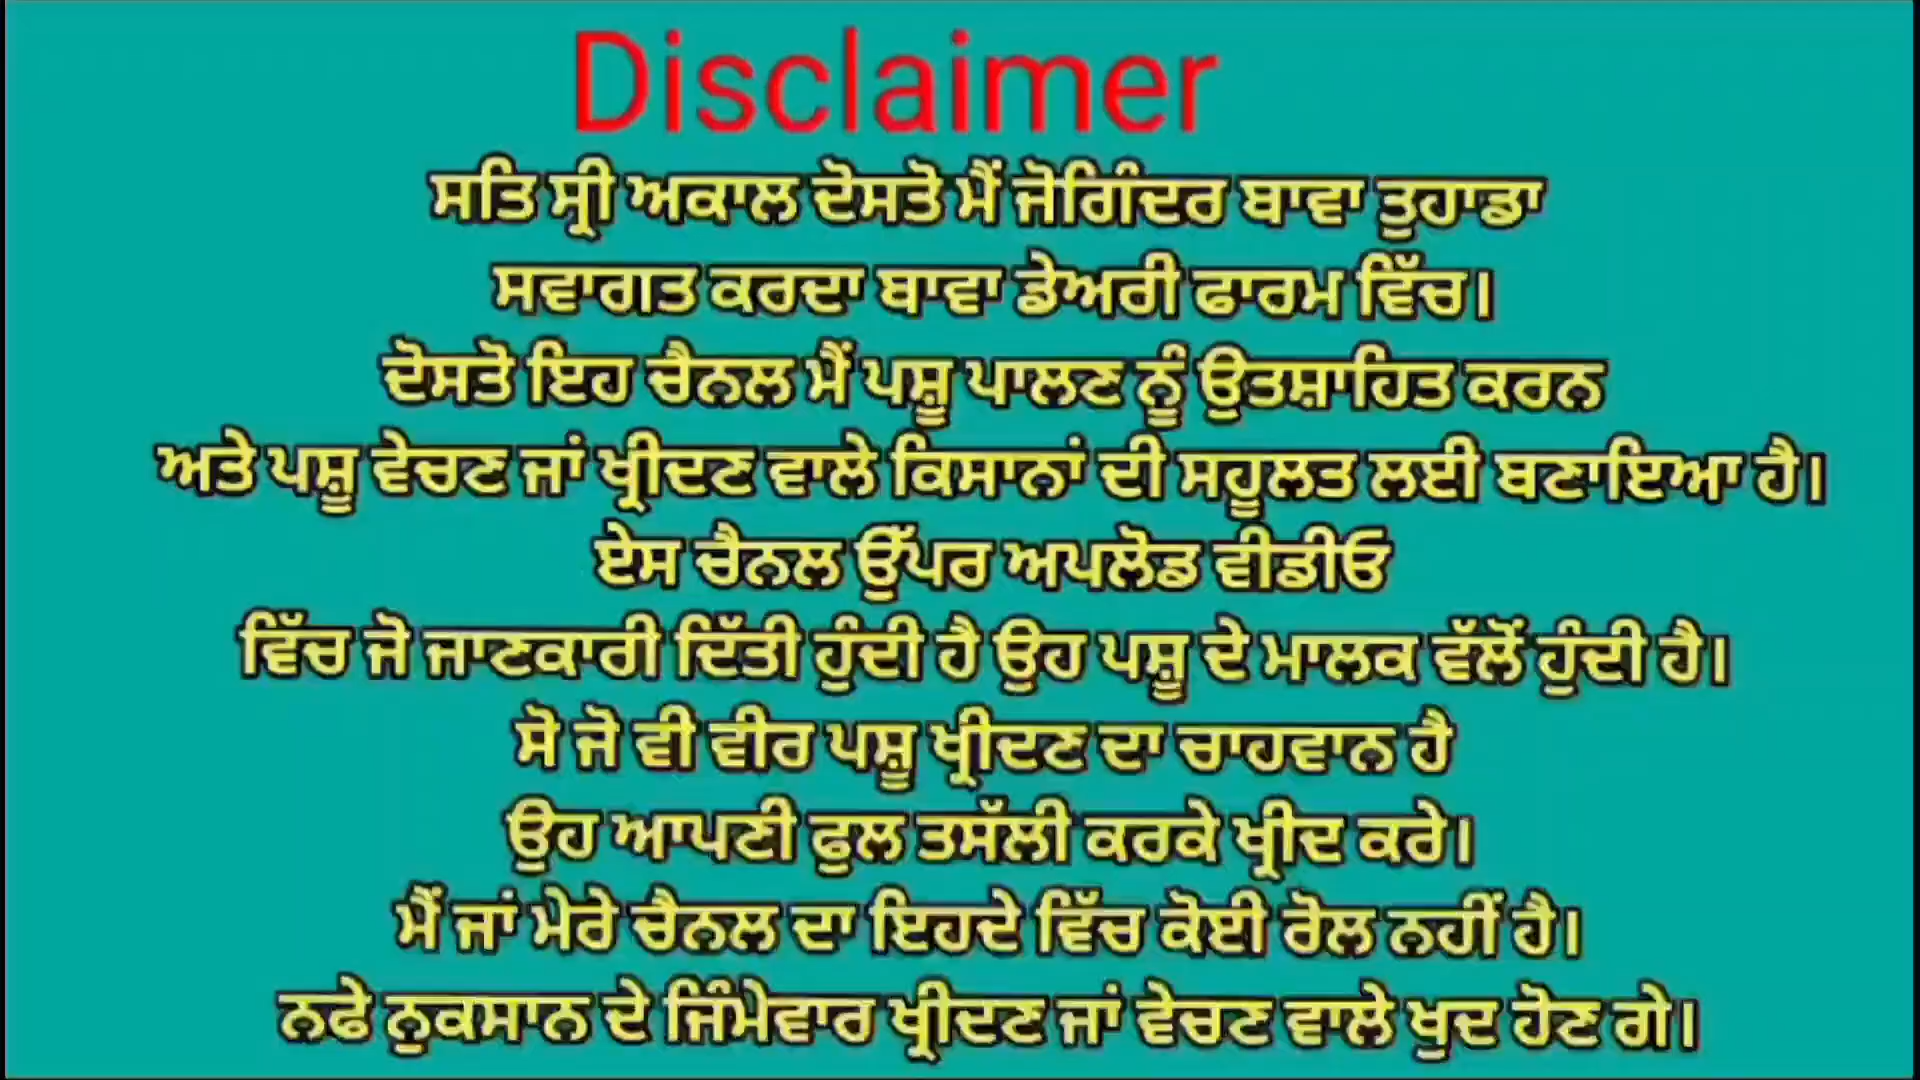 Disclaimer
ਸਤਿ ਸ੍ਰੀ ਅਕਾਲ ਦੋਸਤੋ ਮੈਂ ਜੋਗਿੰਦਰ ਬਾਵਾ ਤੁਹਾਡਾ
ਸਵਾਗਤ ਕਰਦਾ ਬਾਵਾ ਡੇਅਰੀ ਫਾਰਮ ਵਿੱਚ।
ਦੋਸਤੋ ਇਹ ਚੈਨਲ ਮੈਂ ਪਸ਼ੂ ਪਾਲਣ ਨੂੰ ਉਤਸ਼ਾਹਿਤ ਕਰਨ
ਅਤੇ ਪਸ਼ੂ ਵੇਚਣ ਜਾਂ ਖ੍ਰੀਦਣ ਵਾਲੇ ਕਿਸਾਨਾਂ ਦੀ ਸਹੂਲਤ ਲਈ ਬਣਾਇਆ ਹੈ।
ਏਸ ਚੈਨਲ ਉੱਪਰ ਅਪਲੋਡ ਵੀਡੀਓ
ਵਿੱਚ ਜੋ ਜਾਣਕਾਰੀ ਦਿੱਤੀ ਹੁੰਦੀ ਹੈ ਉਹ ਪਸ਼ੂ ਦੇ ਮਾਲਕ ਵੱਲੋਂ ਹੁੰਦੀ ਹੈ।
ਸੋ ਜੋ ਵੀ ਵੀਰ ਪਸ਼ੂ ਖ੍ਰੀਦਣ ਦਾ ਚਾਹਵਾਨ ਹੈ
ਉਹ ਆਪਣੀ ਫੁਲ ਤਸੱਲੀ ਕਰਕੇ ਖ੍ਰੀਦ ਕਰੇ।
ਮੈਂ ਜਾਂ ਮੇਰੇ ਚੈਨਲ ਦਾ ਇਹਦੇ ਵਿੱਚ ਕੋਈ ਰੋਲ ਨਹੀਂ ਹੈ।
ਨਫੇ ਨੁਕਸਾਨ ਦੇ ਜਿੰਮੇਵਾਰ ਖ੍ਰੀਦਣ ਜਾਂ ਵੇਚਣ ਵਾਲੇ ਖੁਦ ਹੋਣ ਗੇ।